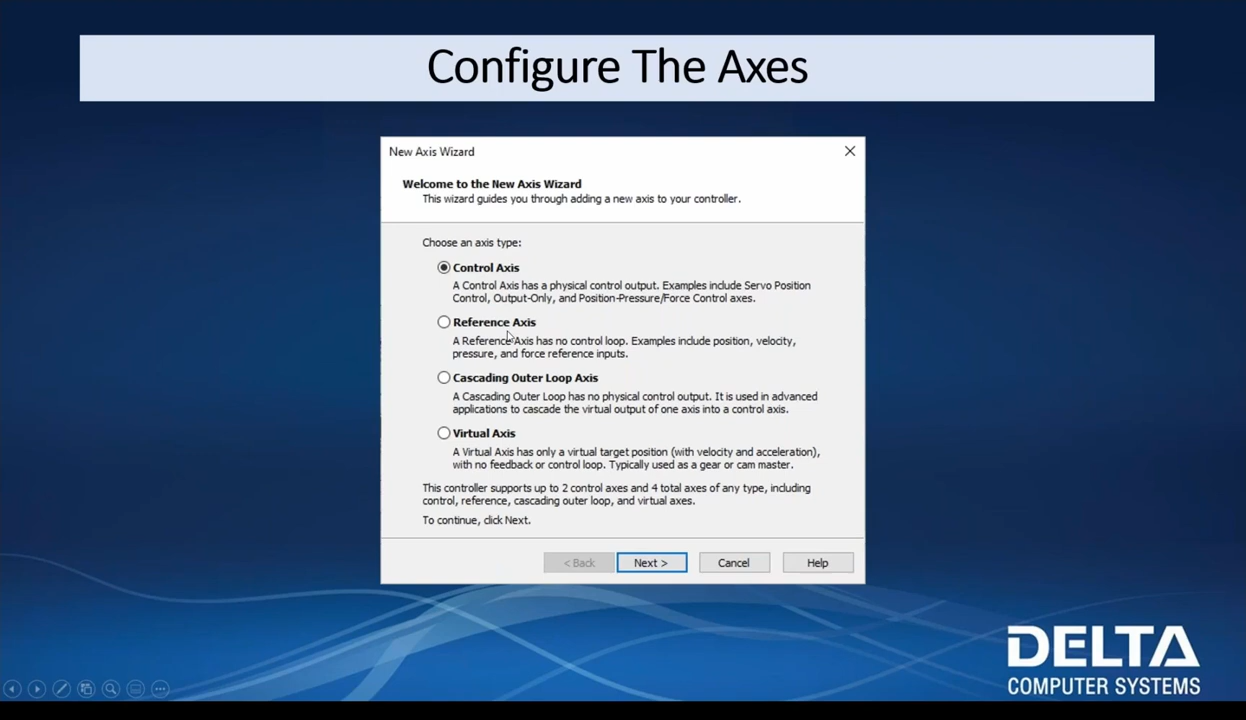 Configure The Axes
New Axis Wizard
Welcome to the New Axis Wizard
This wizard guides you through adding a new axis to your controller.
Choose an axis type:
Control Axis
A Control Axis has a physical control output. Examples include Servo Position
Control, Output-Only, and Position-Pressure/Force Control axes.
Reference Axis
A Reference Axis has no control loop. Examples include position, velocity,
pressure, and force reference inputs.
Cascading Outer Loop Axis
A Cascading Outer Loop has no physical control output. It is used in advanced
applications to cascade the virtual output of one axis into a control axis.
Virtual Axis
A Virtual Axis has only a virtual target position (with velocity and acceleration),
with no feedback or control loop. Typically used as a gear or cam master.
This controller supports up to 2 control axes and 4 total axes of any type, including
control, reference, cascading outer loop, and virtual axes.
To continue, click Next.
< Back Next > Cancel Help
DELTA
COMPUTER SYSTEMS